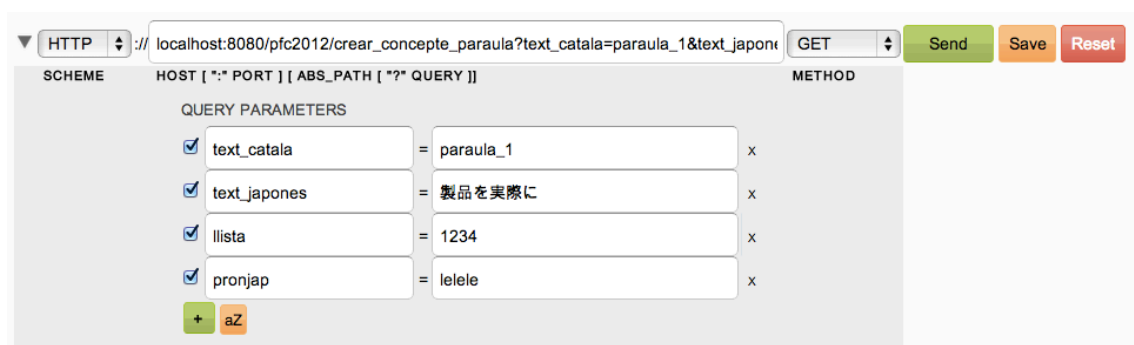 HTTP :// localhost:8080/pfc2012/crear_concepte_paraula?text_catala=paraula_1&text_japone GET Send Save Reset
SCHEME HOST [ ":" PORT ] [ ABS_PATH [ "?" QUERY ]] METHOD
QUERY PARAMETERS
text_catala = paraula_1 x
text_japones = 製品を実際に x
llista = 1234 x
pronjap = lelele x
+ aZ